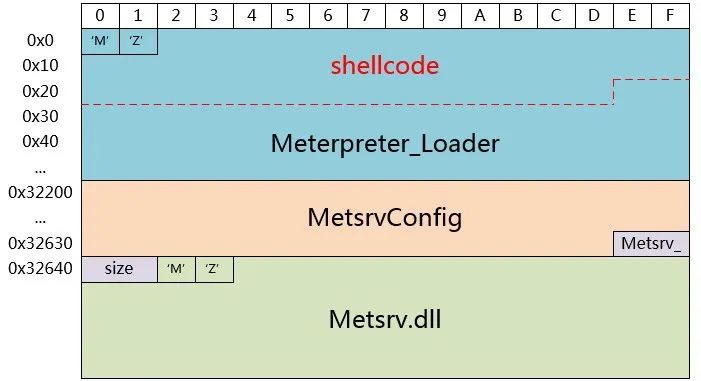 0 1 2 3 4 5 6 7 8 9 A B C D E F
0x0 ‘M’ ‘Z’
shellcode
0x10
0x20
0x30
0x40 Meterpreter_Loader
...
0x32200
... MetsrvConfig
0x32630 Metsrv_
0x32640 size ‘M’ ‘Z’
Metsrv.dll